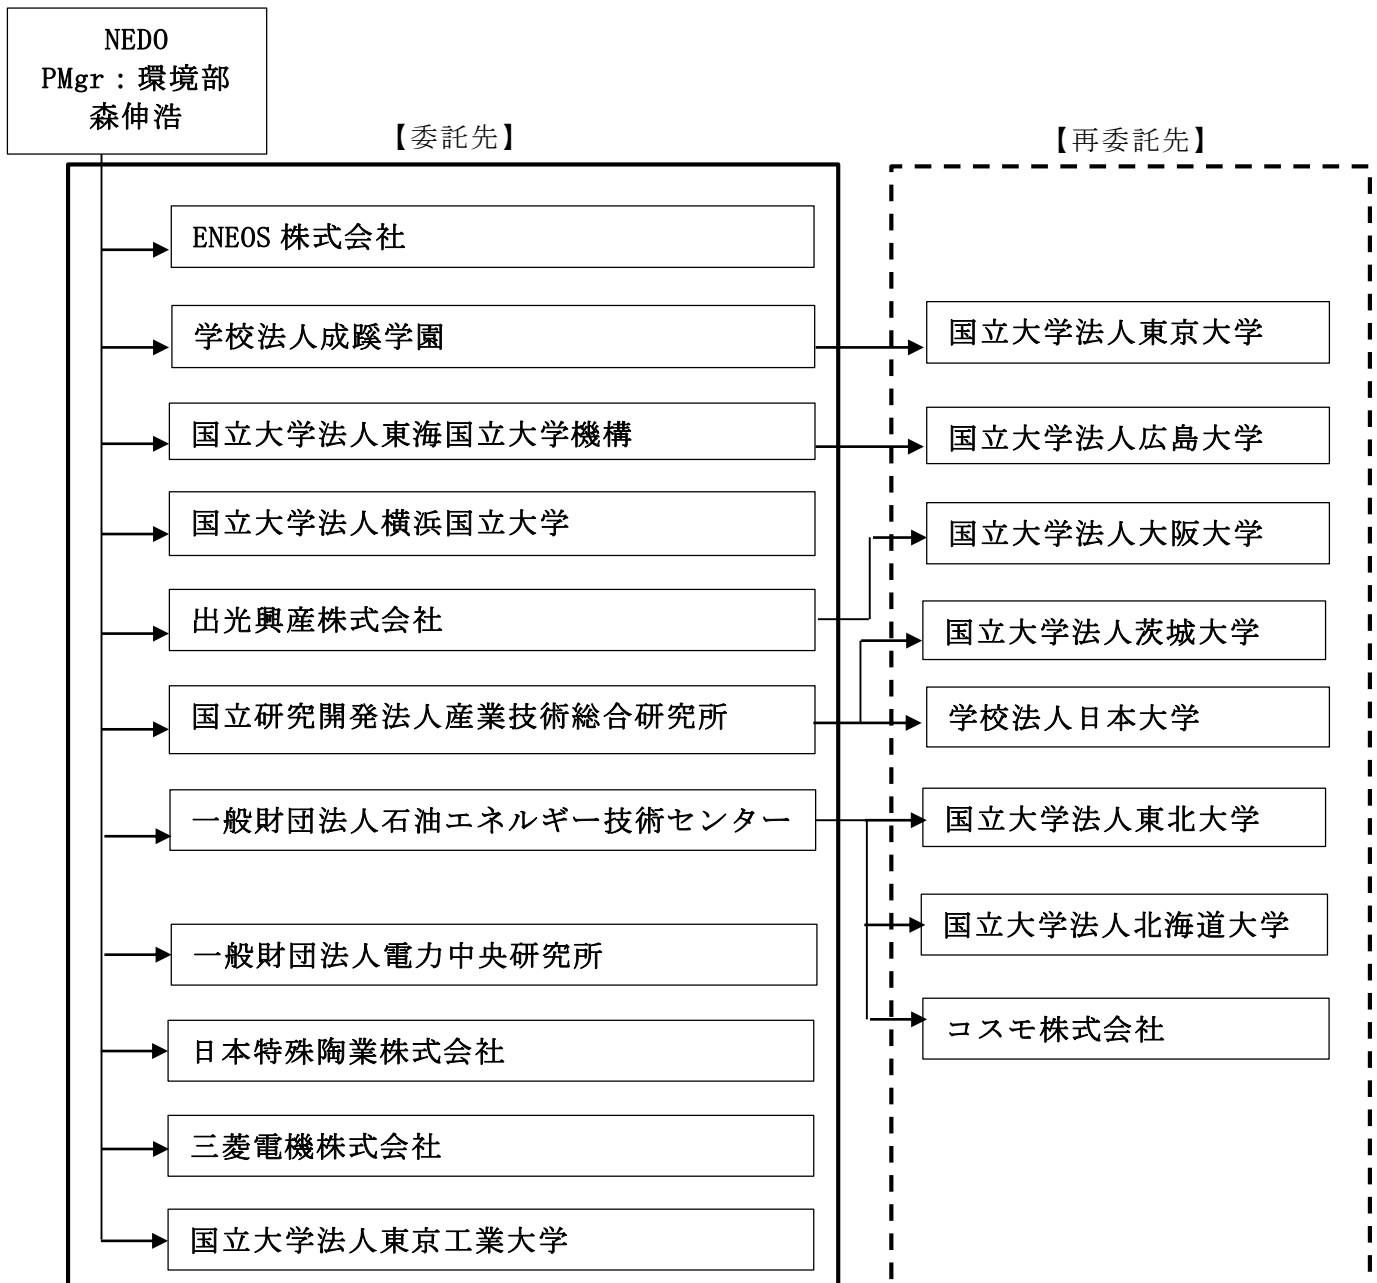 NEDO
PMgr：環境部
森伸浩
【委託先】
【再委託先】
ENEOS 株式会社
学校法人成蹊学園
国立大学法人東海国立大学機構
国立大学法人横浜国立大学
出光興産株式会社
国立研究開発法人産業技術総合研究所
一般財団法人石油エネルギー技術センター
一般財団法人電力中央研究所
日本特殊陶業株式会社
三菱電機株式会社
国立大学法人東京工業大学
国立大学法人東京大学
国立大学法人広島大学
国立大学法人大阪大学
国立大学法人茨城大学
学校法人日本大学
国立大学法人東北大学
国立大学法人北海道大学
コスモ株式会社